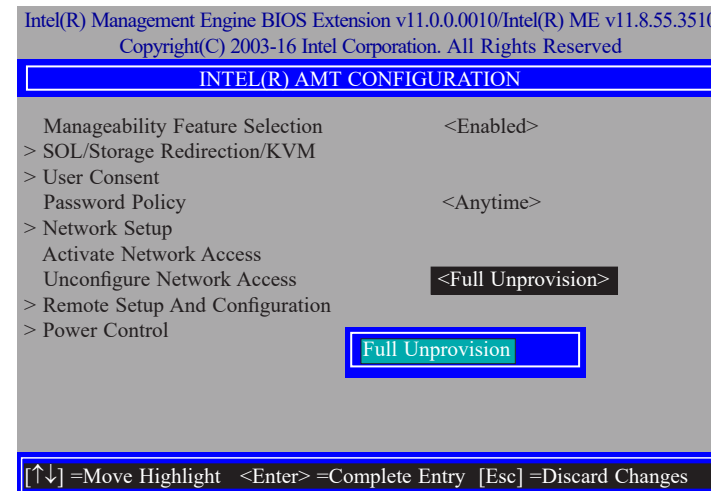 Intel(R) Management Engine BIOS Extension v11.0.0.0010/Intel(R) ME v11.8.55.3510
Copyright(C) 2003-16 Intel Corporation. All Rights Reserved
INTEL(R) AMT CONFIGURATION
Manageability Feature Selection <Enabled>
> SOL/Storage Redirection/KVM
> User Consent
Password Policy <Anytime>
> Network Setup
Activate Network Access
Unconfigure Network Access <Full Unprovision>
> Remote Setup And Configuration
> Power Control
Full Unprovision
[↑↓] =Move Highlight <Enter> =Complete Entry [Esc] =Discard Changes